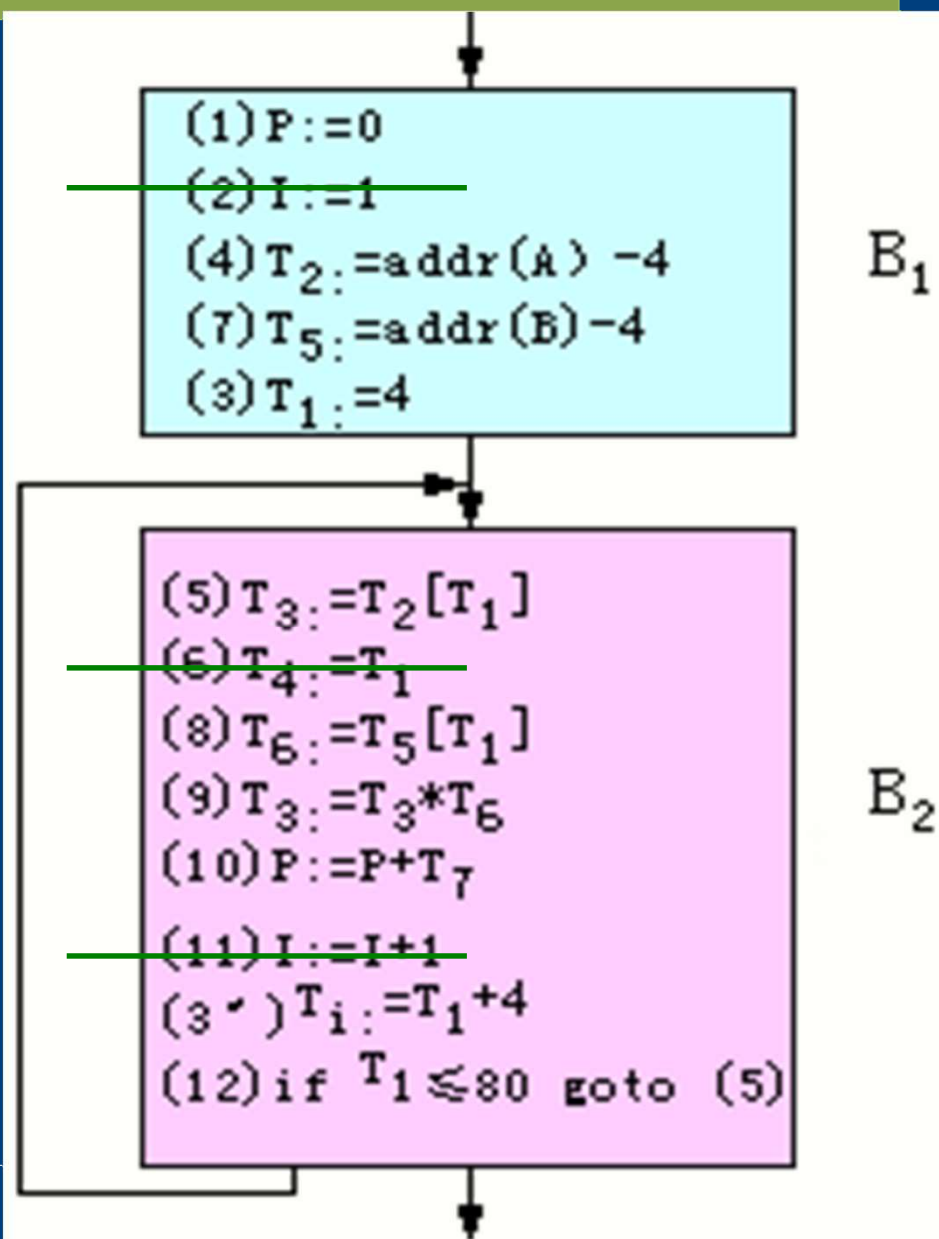 (1)P:=0
(2)I:=1
(4)T₂:=addr(A) -4
(7)T₅:=addr(B)-4
(3)T₁:=4
B₁
(5)T₃:=T₂[T₁]
(6)T₄:=T₁
(8)T₆:=T₅[T₁]
(9)T₃:=T₃*T₆
(10)P:=P+T₇
(11)I:=I+1
(3')Tᵢ:=T₁+4
(12)if T₁≤80 goto (5)
B₂